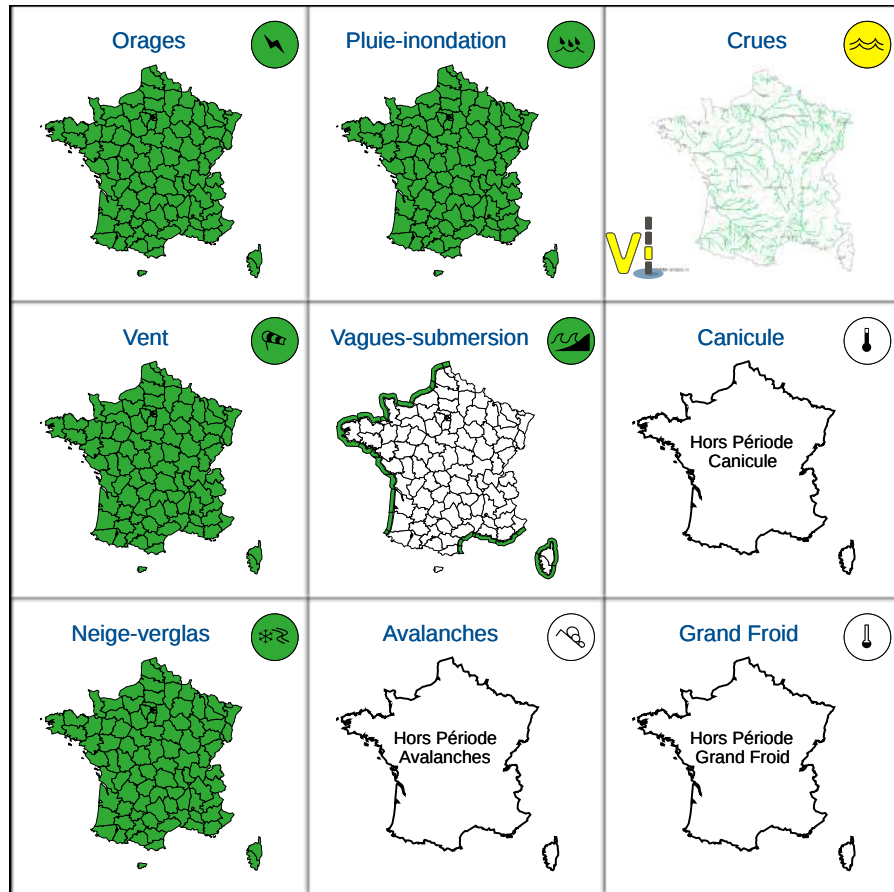 Orages
Pluie-inondation
Crues
Vi
Vent
Vagues-submersion
Canicule
Hors Période
Canicule
Neige-verglas
Avalanches
Grand Froid
Hors Période
Avalanches
Hors Période
Grand Froid